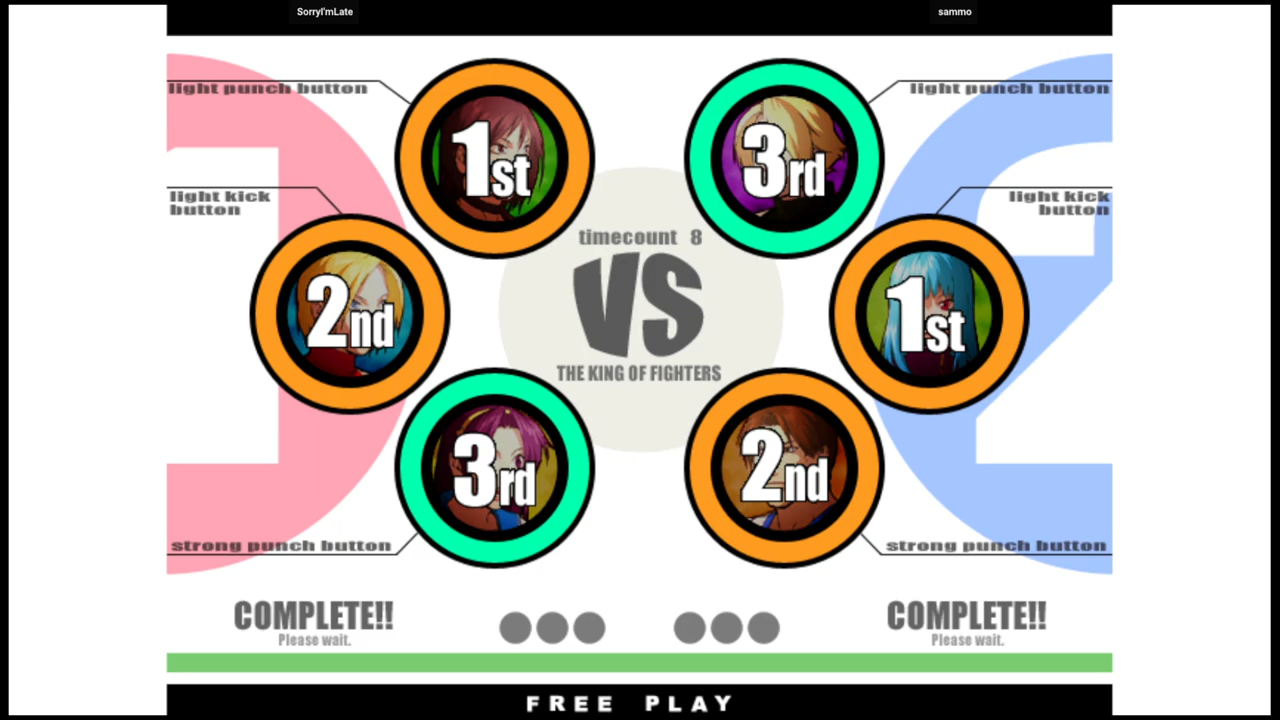 SorryI'mLate
sammo
light punch button
light punch button
1st
3rd
light kick
button
light kick
button
timecount 8
VS
THE KING OF FIGHTERS
2nd
1st
3rd
2nd
strong punch button
strong punch button
COMPLETE!!
Please wait.
COMPLETE!!
Please wait.
FREE PLAY